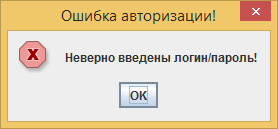 Ошибка авторизации!
Неверно введены логин/пароль!
OK